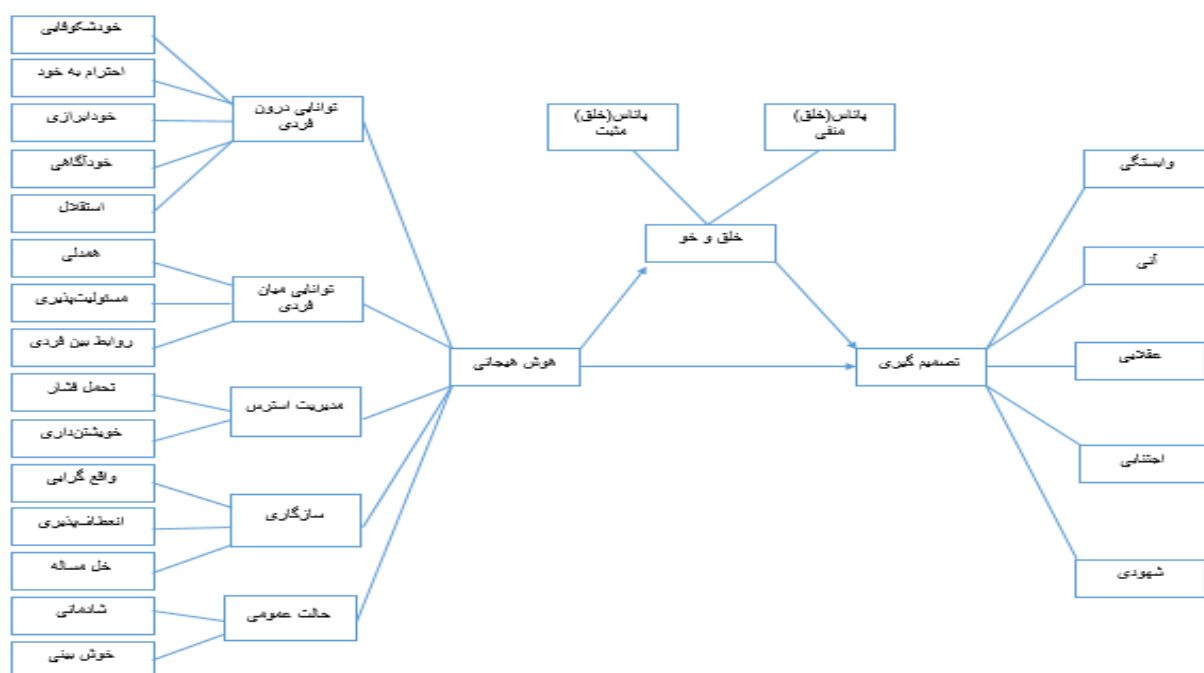 خودشکوفایی
احترام به خود
خودابرازی
خودآگاهی
استقلال
همدلی
مسئولیت‌پذیری
روابط بین فردی
تحمل فشار
خویشتن‌داری
واقع گرایی
انعطاف‌پذیری
خل مساله
شادمانی
خوش بینی
توانایی درون
فردی
توانایی میان
فردی
مدیریت استرس
سازگاری
حالت عمومی
هوش هیجانی
پاناس(خلق)
مثبت
پاناس(خلق)
منفی
خلق و خو
تصمیم گیری
وابستگی
آنی
عقلایی
اجتنابی
شهودی